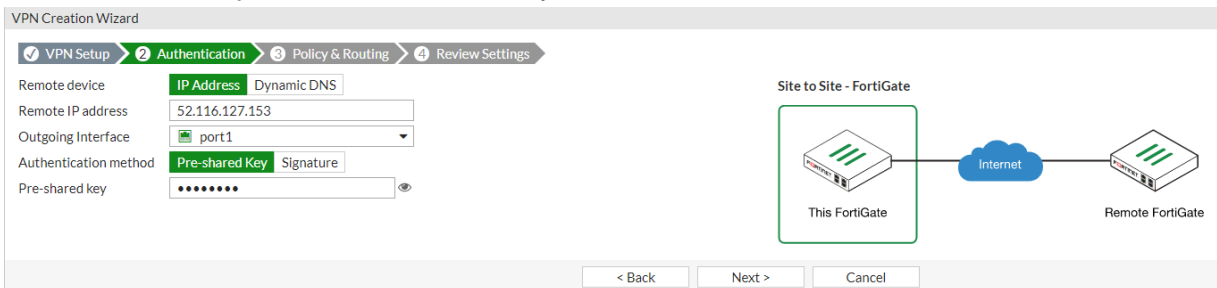 VPN Creation Wizard
VPN Setup 2 Authentication 3 Policy & Routing 4 Review Settings
Remote device IP Address Dynamic DNS
Site to Site - FortiGate
Remote IP address 52.116.127.153
Outgoing Interface port1
Authentication method Pre-shared Key Signature
Internet
Pre-shared key ••••••••
This FortiGate Remote FortiGate
< Back Next > Cancel